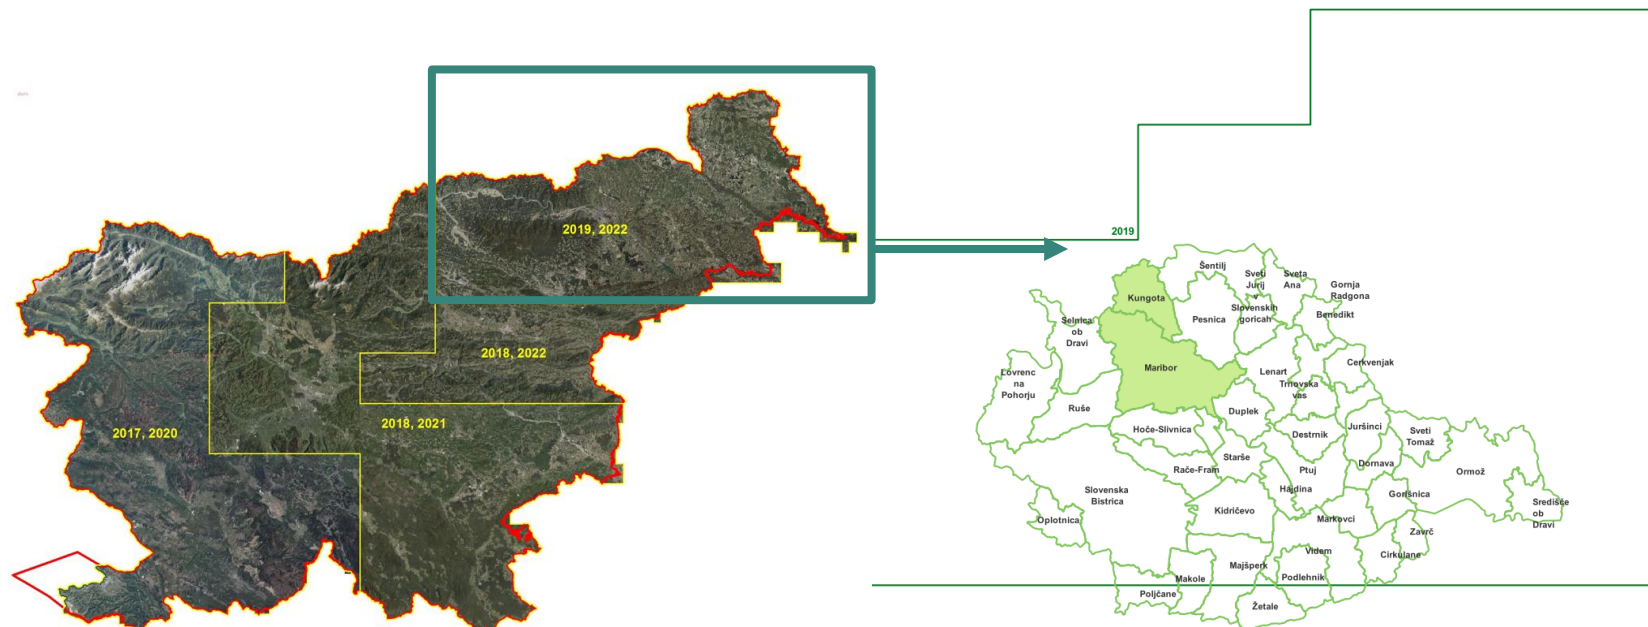 2019, 2022
2018, 2022
2018, 2021
2017, 2020
2019
Šentilj
Sveti
Jurij
v
Slovenskih
goricah
Sveta
Ana
Gornja
Radgona
Kungota
Pesnica
Benedikt
Selnica
ob
Dravi
Maribor
Cerkvenjak
Lovrenc
na
Pohorju
Lenart
Trnovska
vas
Ruše
Duplek
Hoče-Slivnica
Destrnik
Juršinci
Sveti
Tomaž
Starše
Rače-Fram
Ptuj
Dornava
Ormož
Slovenska
Bistrica
Hajdina
Gorišnica
Središče
ob
Dravi
Oplotnica
Kidričevo
Markovci
Zavrč
Cirkulane
Videm
Majšperk
Podlehnik
Makole
Poljčane
Žetale